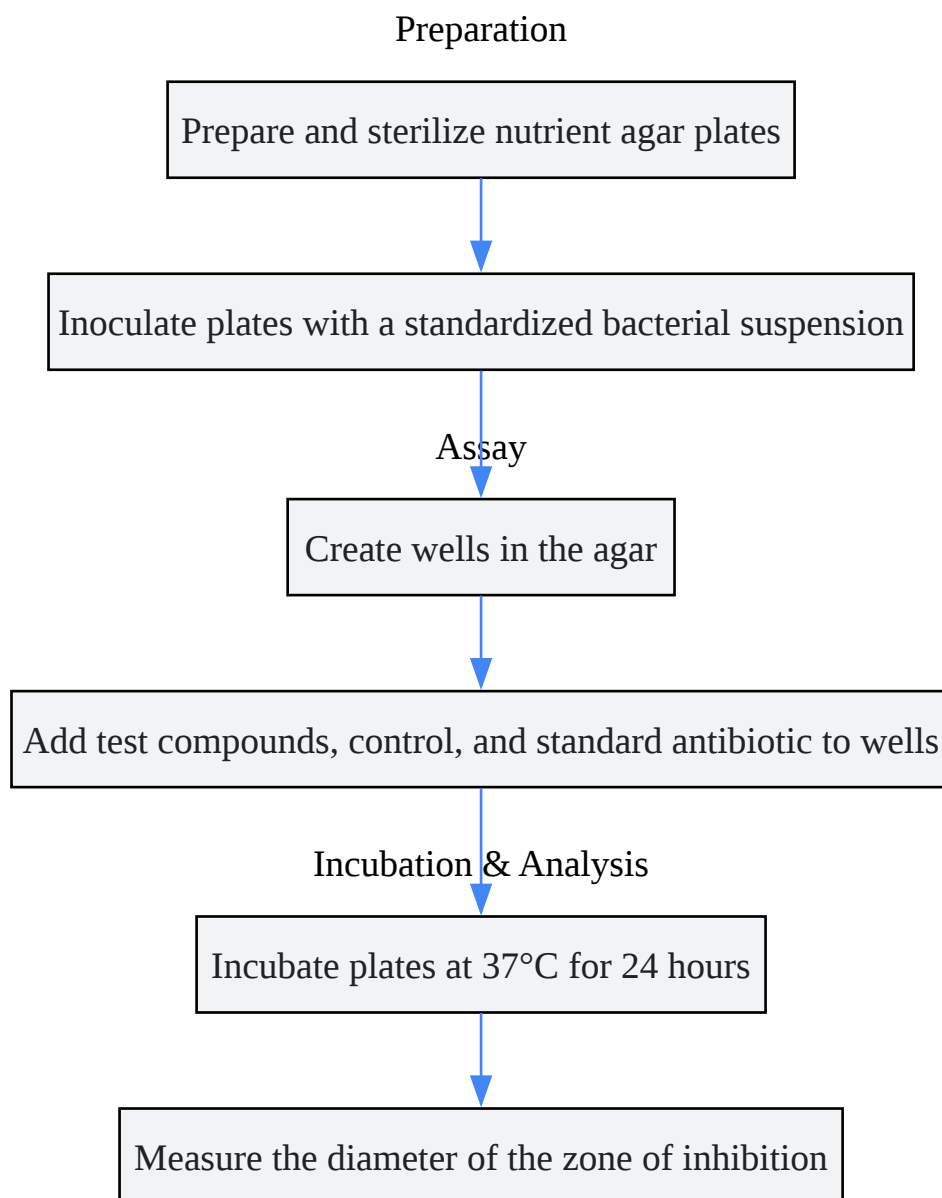 Preparation
Prepare and sterilize nutrient agar plates
Inoculate plates with a standardized bacterial suspension
Assay
Create wells in the agar
Add test compounds, control, and standard antibiotic to wells
Incubation & Analysis
Incubate plates at 37°C for 24 hours
Measure the diameter of the zone of inhibition